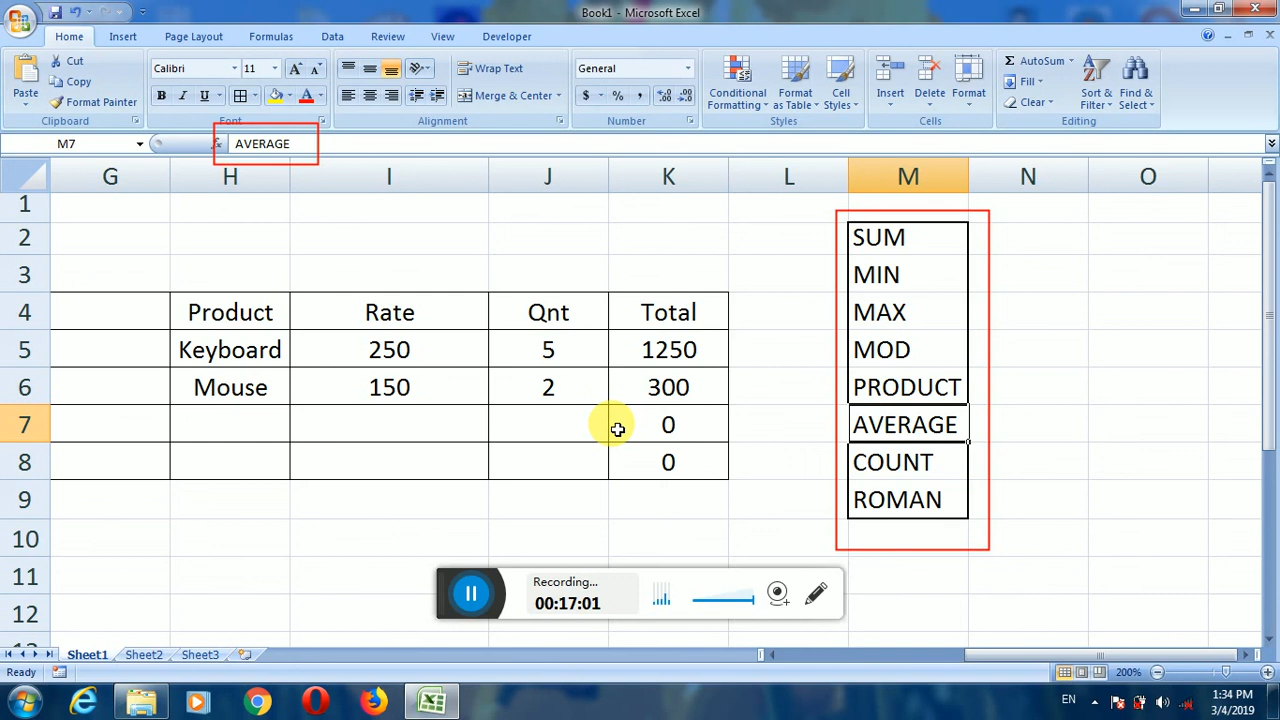 Book1 - Microsoft Excel
Home Insert Page Layout Formulas Data Review View Developer
Paste
Cut
Copy
Format Painter
Clipboard
Calibri 11
B I U
Font
Wrap Text
Merge & Center
Alignment
General
$ % ,
Number
Conditional Formatting
Format as Table
Cell Styles
Styles
Insert Delete Format
Cells
AutoSum
Fill
Clear
Sort & Filter
Find & Select
Editing
M7 fx AVERAGE
G H I J K L M N O
1
2 SUM
3 MIN
4 Product Rate Qnt Total MAX
5 Keyboard 250 5 1250 MOD
6 Mouse 150 2 300 PRODUCT
7 0 AVERAGE
8 0 COUNT
9 ROMAN
10
11
12
Recording...
00:17:01
Sheet1 Sheet2 Sheet3
Ready 200%
EN 1:34 PM
3/4/2019